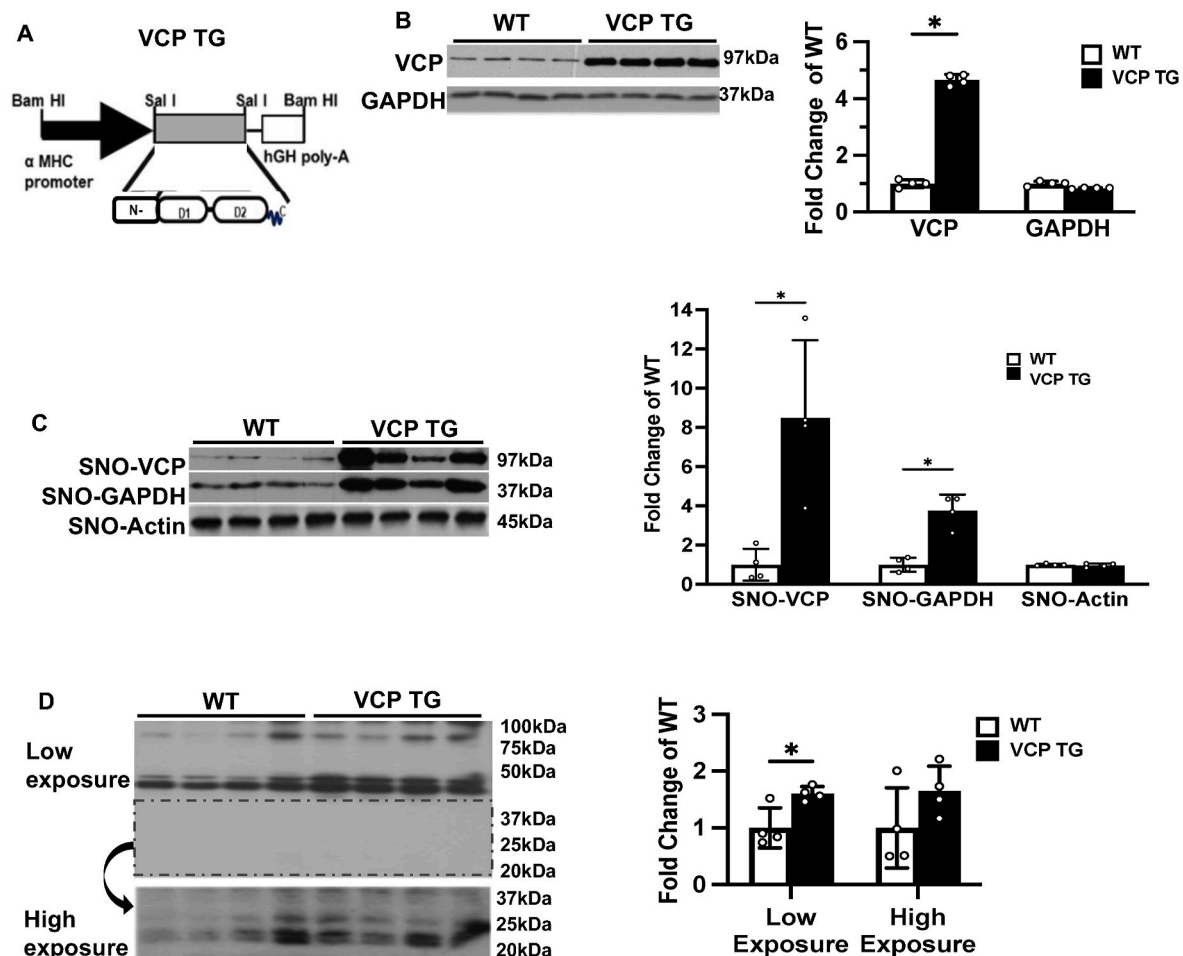 A
VCP TG
Bam HI
Sal I
Sal I
Bam HI
α MHC
promoter
hGH poly-A
N-
D1
D2
C
B
WT
VCP TG
VCP
97kDa
GAPDH
37kDa
Fold Change of WT
6
4
2
0
*
WT
VCP TG
VCP
GAPDH
C
WT
VCP TG
SNO-VCP
97kDa
SNO-GAPDH
37kDa
SNO-Actin
45kDa
Fold Change of WT
14
12
10
8
6
4
2
0
*
*
WT
VCP TG
SNO-VCP
SNO-GAPDH
SNO-Actin
D
WT
VCP TG
Low
exposure
100kDa
75kDa
50kDa
37kDa
25kDa
20kDa
High
exposure
37kDa
25kDa
20kDa
Fold Change of WT
3
2
1
0
*
WT
VCP TG
Low
Exposure
High
Exposure